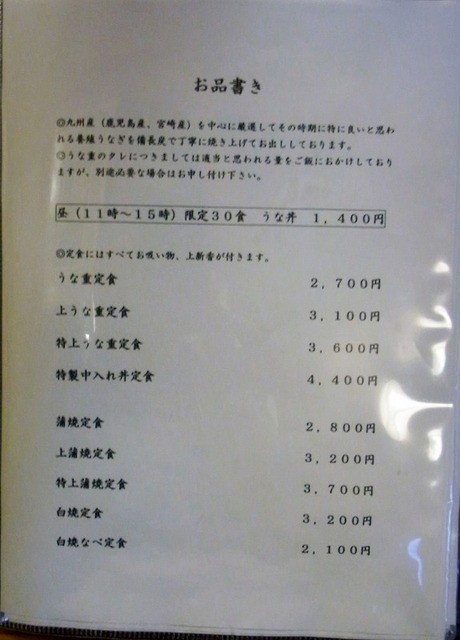 お品書き
◎九州産（鹿児島産、宮崎産）を中心に厳選してその時期に特に良いと思わ
れる養殖うなぎを備長炭で丁寧に焼き上げてお出ししております。
◎うな重のタレにつきましては適当と思われる量をご飯におかけしており
ますが、別途必要な場合はお申し付け下さい。
昼（１１時～１５時）限定３０食　うな丼　１，４００円
◎定食にはすべてお吸い物、上新香が付きます。
うな重定食　２，７００円
上うな重定食　３，１００円
特上うな重定食　３，６００円
特製中入れ丼定食　４，４００円
蒲焼定食　２，８００円
上蒲焼定食　３，２００円
特上蒲焼定食　３，７００円
白焼定食　３，２００円
白焼なべ定食　２，１００円